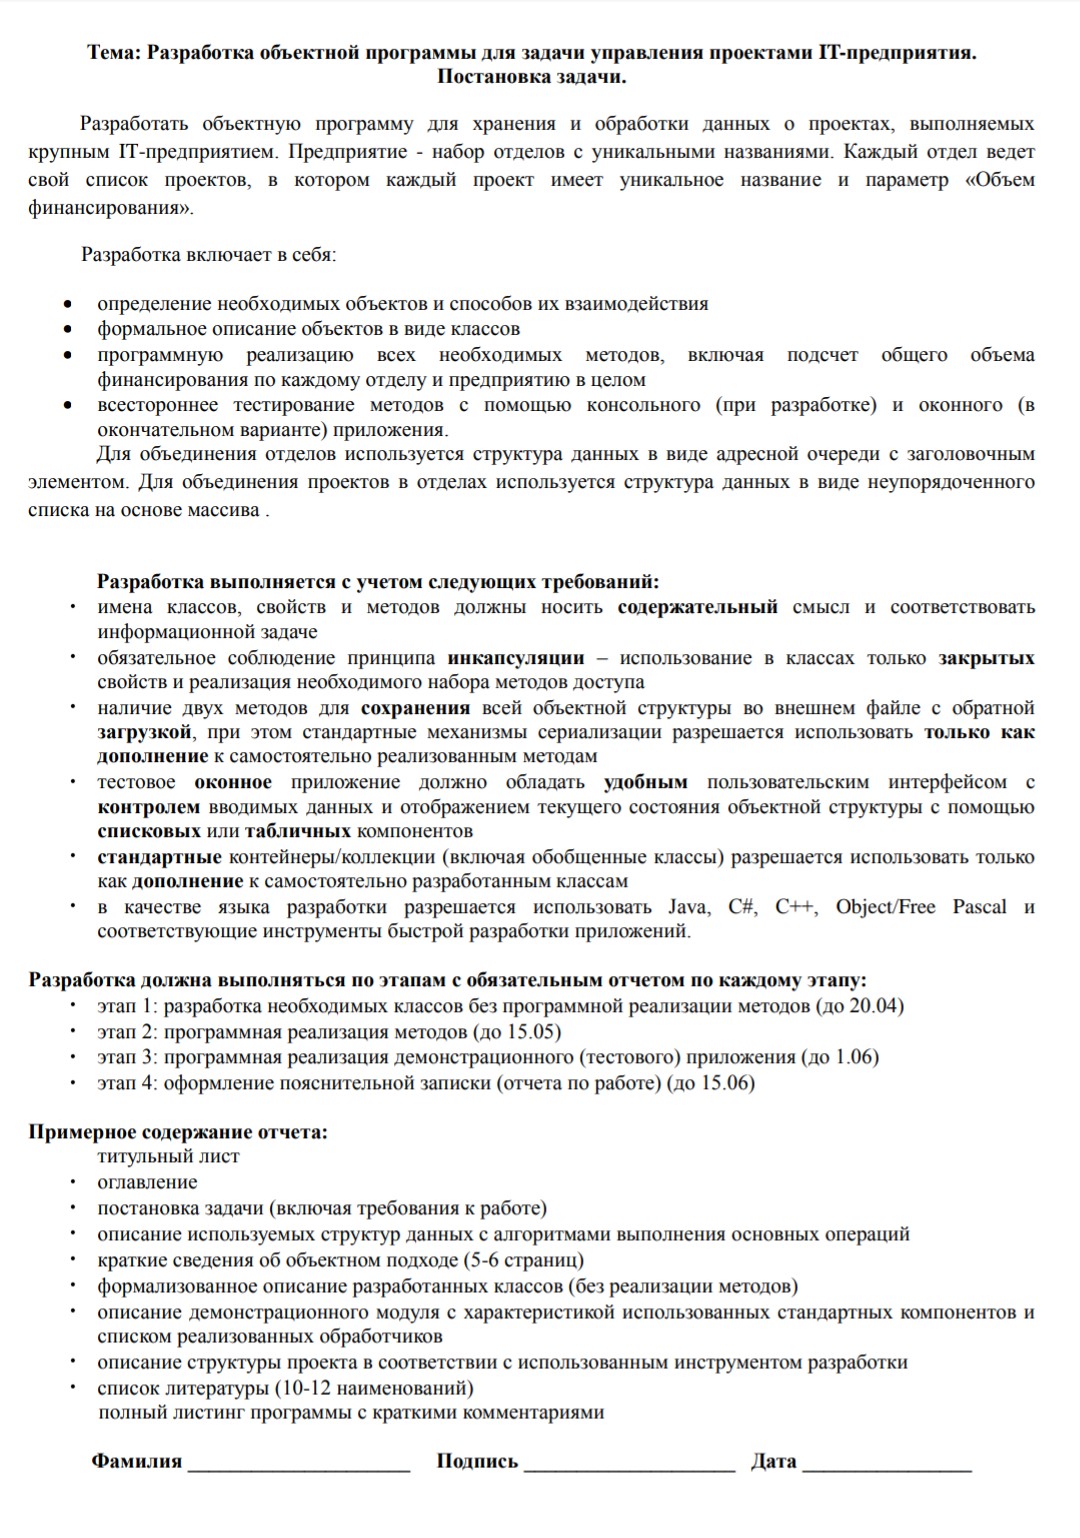 Тема: Разработка объектной программы для задачи управления проектами IT-предприятия.
Постановка задачи.
Разработать объектную программу для хранения и обработки данных о проектах, выполняемых
крупным IT-предприятием. Предприятие - набор отделов с уникальными названиями. Каждый отдел ведет
свой список проектов, в котором каждый проект имеет уникальное название и параметр «Объем
финансирования».
Разработка включает в себя:
• определение необходимых объектов и способов их взаимодействия
• формальное описание объектов в виде классов
• программную реализацию всех необходимых методов, включая подсчет общего объема
финансирования по каждому отделу и предприятию в целом
• всестороннее тестирование методов с помощью консольного (при разработке) и оконного (в
окончательном варианте) приложения.
Для объединения отделов используется структура данных в виде адресной очереди с заголовочным
элементом. Для объединения проектов в отделах используется структура данных в виде неупорядоченного
списка на основе массива .
Разработка выполняется с учетом следующих требований:
• имена классов, свойств и методов должны носить содержательный смысл и соответствовать
информационной задаче
• обязательное соблюдение принципа инкапсуляции – использование в классах только закрытых
свойств и реализация необходимого набора методов доступа
• наличие двух методов для сохранения всей объектной структуры во внешнем файле с обратной
загрузкой, при этом стандартные механизмы сериализации разрешается использовать только как
дополнение к самостоятельно реализованным методам
• тестовое оконное приложение должно обладать удобным пользовательским интерфейсом с
контролем вводимых данных и отображением текущего состояния объектной структуры с помощью
списковых или табличных компонентов
• стандартные контейнеры/коллекции (включая обобщенные классы) разрешается использовать только
как дополнение к самостоятельно разработанным классам
• в качестве языка разработки разрешается использовать Java, C#, C++, Object/Free Pascal и
соответствующие инструменты быстрой разработки приложений.
Разработка должна выполняться по этапам с обязательным отчетом по каждому этапу:
• этап 1: разработка необходимых классов без программной реализации методов (до 20.04)
• этап 2: программная реализация методов (до 15.05)
• этап 3: программная реализация демонстрационного (тестового) приложения (до 1.06)
• этап 4: оформление пояснительной записки (отчета по работе) (до 15.06)
Примерное содержание отчета:
титульный лист
• оглавление
• постановка задачи (включая требования к работе)
• описание используемых структур данных с алгоритмами выполнения основных операций
• краткие сведения об объектном подходе (5-6 страниц)
• формализованное описание разработанных классов (без реализации методов)
• описание демонстрационного модуля с характеристикой использованных стандартных компонентов и
списком реализованных обработчиков
• описание структуры проекта в соответствии с использованным инструментом разработки
• список литературы (10-12 наименований)
полный листинг программы с краткими комментариями
Фамилия ____________________ Подпись ___________________ Дата _______________